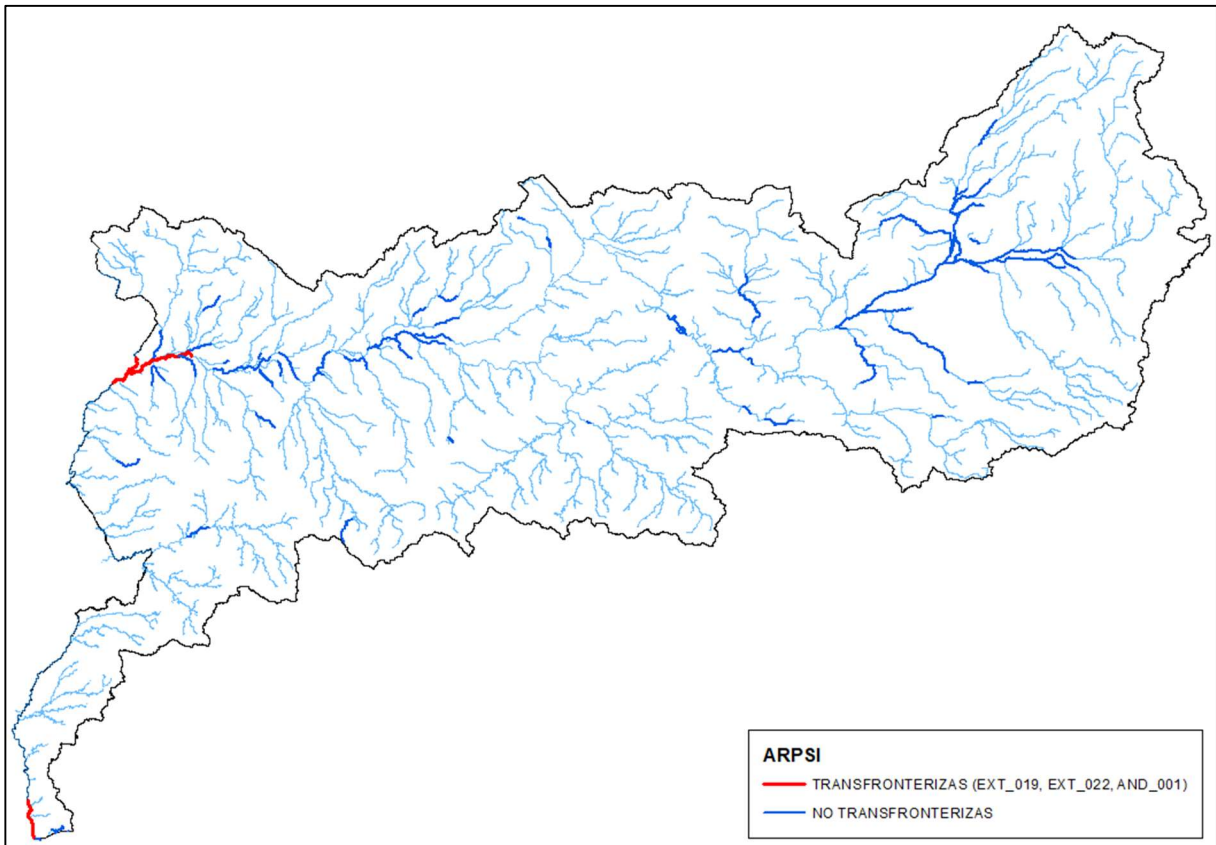 ARPSI
TRANSFRONTERIZAS (EXT_019, EXT_022, AND_001)
NO TRANSFRONTERIZAS